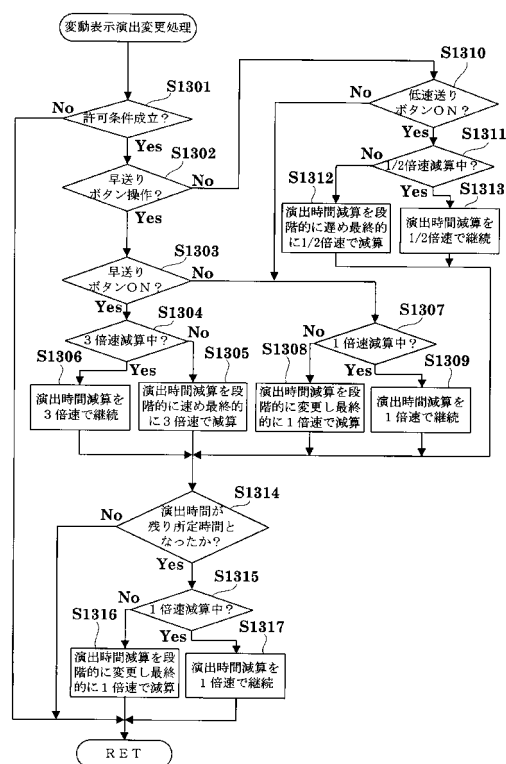 変動表示演出変更処理
S1301
許可条件成立?
No
Yes
S1302
早送り
ボタン操作?
No
Yes
S1303
早送り
ボタンON?
No
Yes
S1304
3倍速減算中?
No
Yes
S1306
演出時間減算を
3倍速で継続
S1305
演出時間減算を段
階的に速め最終的
に3倍速で減算
S1310
低速送り
ボタンON?
No
Yes
S1311
1/2倍速減算中?
No
Yes
S1312
演出時間減算を段
階的に遅め最終的
に1/2倍速で減算
S1313
演出時間減算を
1/2倍速で継続
S1307
1倍速減算中?
No
Yes
S1308
演出時間減算を段
階的に変更し最終
的に1倍速で減算
S1309
演出時間減算を
1倍速で継続
S1314
演出時間が
残り所定時間と
なったか?
No
Yes
S1315
1倍速減算中?
No
Yes
S1316
演出時間減算を段
階的に変更し最終
的に1倍速で減算
S1317
演出時間減算を
1倍速で継続
RET